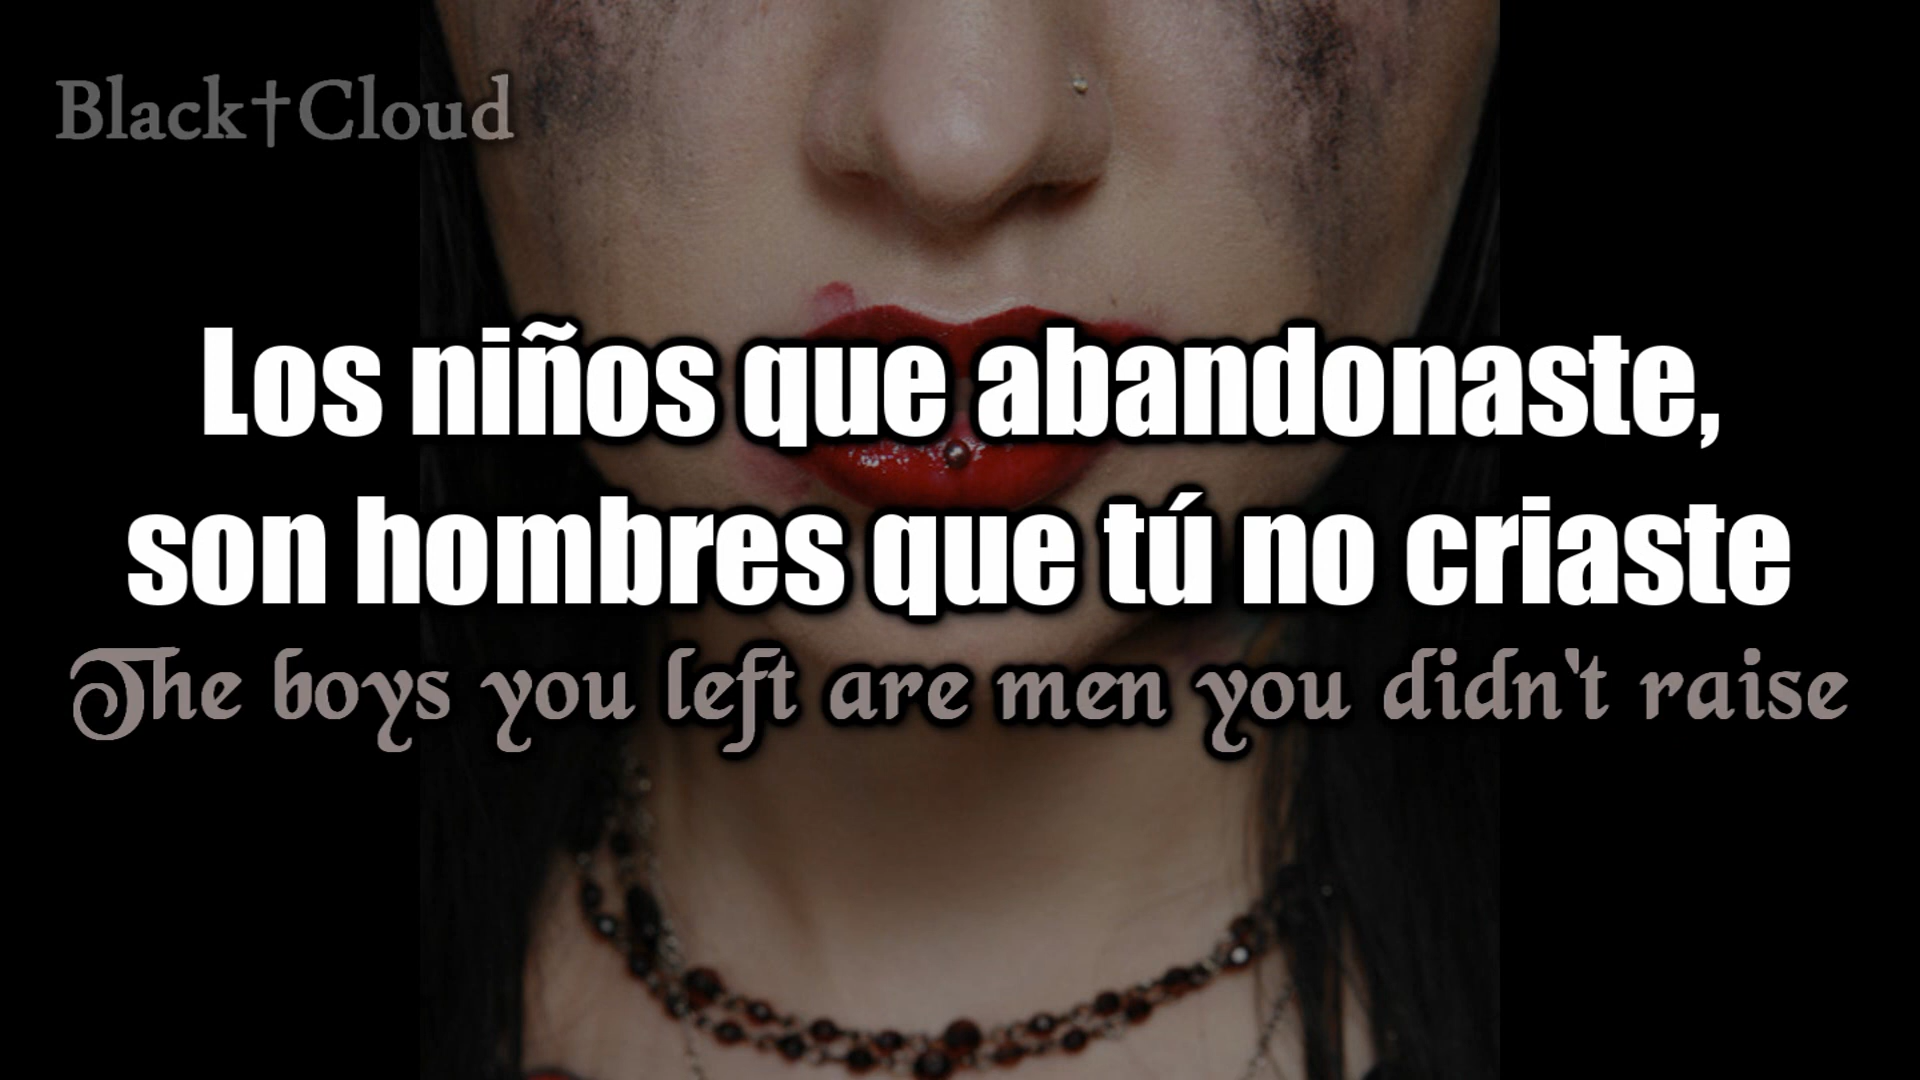 Black†Cloud
Los niños que abandonaste,
son hombres que tú no criaste
The boys you left are men you didn't raise